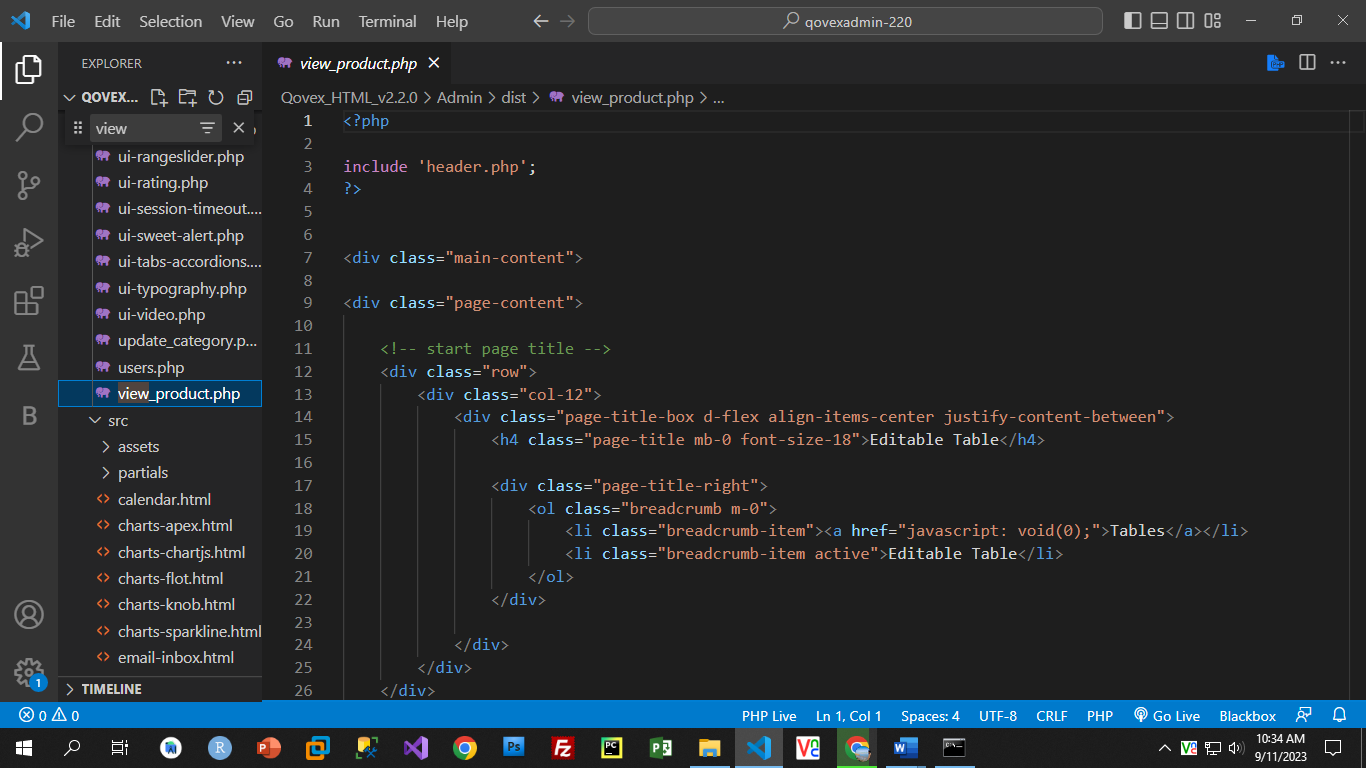 File Edit Selection View Go Run Terminal Help
qovexadmin-220
EXPLORER
view_product.php
QOVEX...
Qovex_HTML_v2.2.0 > Admin > dist > view_product.php > ...
view
ui-rangeslider.php
ui-rating.php
ui-session-timeout....
ui-sweet-alert.php
ui-tabs-accordions....
ui-typography.php
ui-video.php
update_category.p...
users.php
view_product.php
src
assets
partials
calendar.html
charts-apex.html
charts-chartjs.html
charts-flot.html
charts-knob.html
charts-sparkline.html
email-inbox.html
TIMELINE
1 <?php
2
3 include 'header.php';
4 ?>
5
6
7 <div class="main-content">
8
9 <div class="page-content">
10
11 <!-- start page title -->
12 <div class="row">
13 <div class="col-12">
14 <div class="page-title-box d-flex align-items-center justify-content-between">
15 <h4 class="page-title mb-0 font-size-18">Editable Table</h4>
16
17 <div class="page-title-right">
18 <ol class="breadcrumb m-0">
19 <li class="breadcrumb-item"><a href="javascript: void(0);">Tables</a></li>
20 <li class="breadcrumb-item active">Editable Table</li>
21 </ol>
22 </div>
23
24 </div>
25 </div>
26 </div>
B
1
0 0
PHP Live Ln 1, Col 1 Spaces: 4 UTF-8 CRLF PHP Go Live Blackbox
R P Ps Fz PC P VC W
10:34 AM
9/11/2023